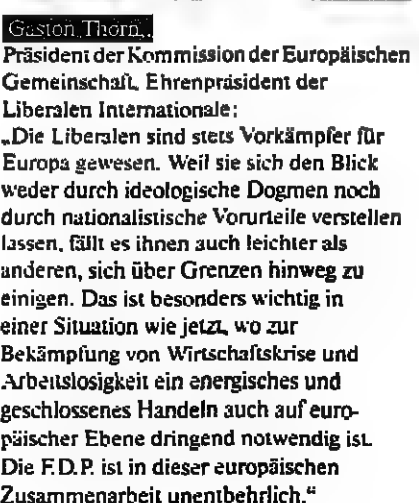 Gaston Thorn,
Präsident der Kommission der Europäischen
Gemeinschaft, Ehrenpräsident der
Liberalen Internationale:
„Die Liberalen sind stets Vorkämpfer für
Europa gewesen. Weil sie sich den Blick
weder durch ideologische Dogmen noch
durch nationalistische Vorurteile verstellen
lassen, fällt es ihnen auch leichter als
anderen, sich über Grenzen hinweg zu
einigen. Das ist besonders wichtig in
einer Situation wie jetzt, wo zur
Bekämpfung von Wirtschaftskrise und
Arbeitslosigkeit ein energisches und
geschlossenes Handeln auch auf euro-
päischer Ebene dringend notwendig ist.
Die F.D.P. ist in dieser europäischen
Zusammenarbeit unentbehrlich.“